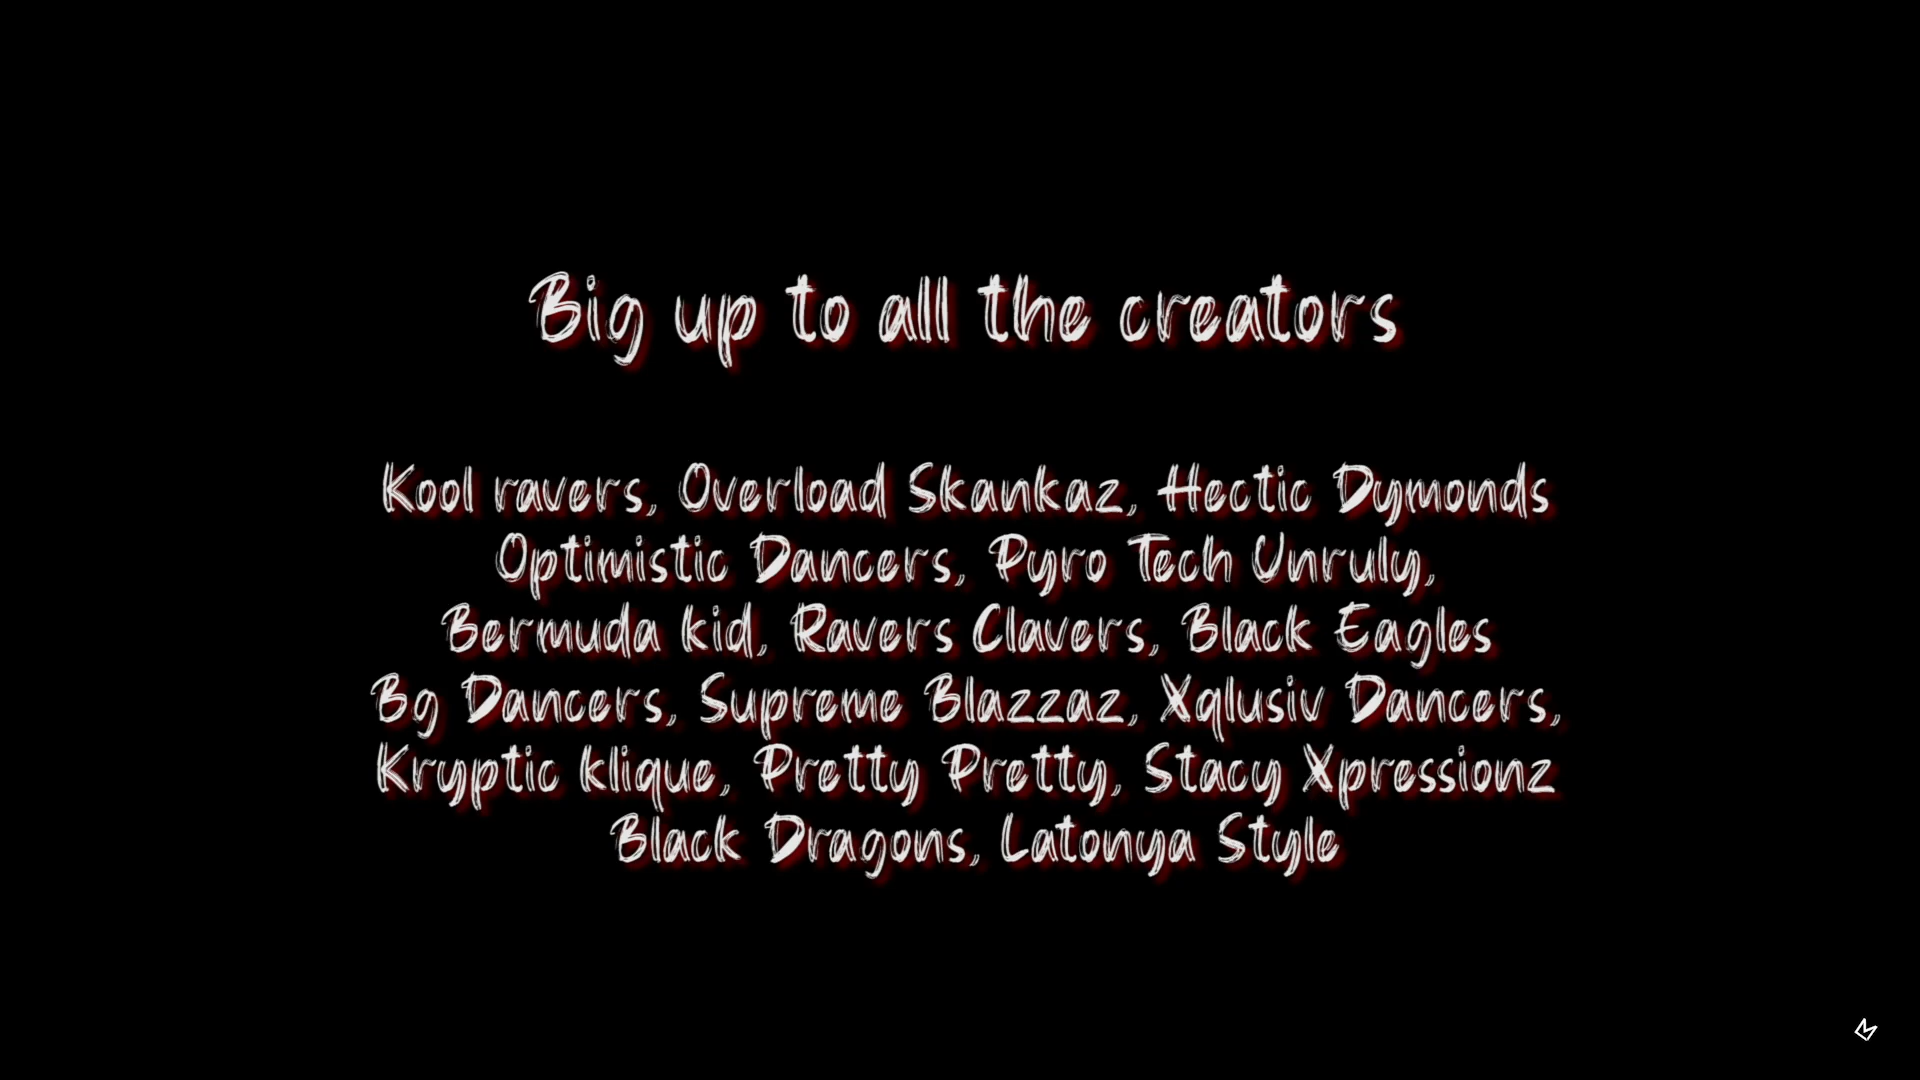 Big up to all the creators
Kool ravers, Overload Skankaz, Hectic Dymonds
Optimistic Dancers, Pyro Tech Unruly,
Bermuda kid, Ravers Clavers, Black Eagles
Bg Dancers, Supreme Blazzaz, Xqlusiv Dancers,
Kryptic klique, Pretty Pretty, Stacy Xpressionz
Black Dragons, Latonya Style